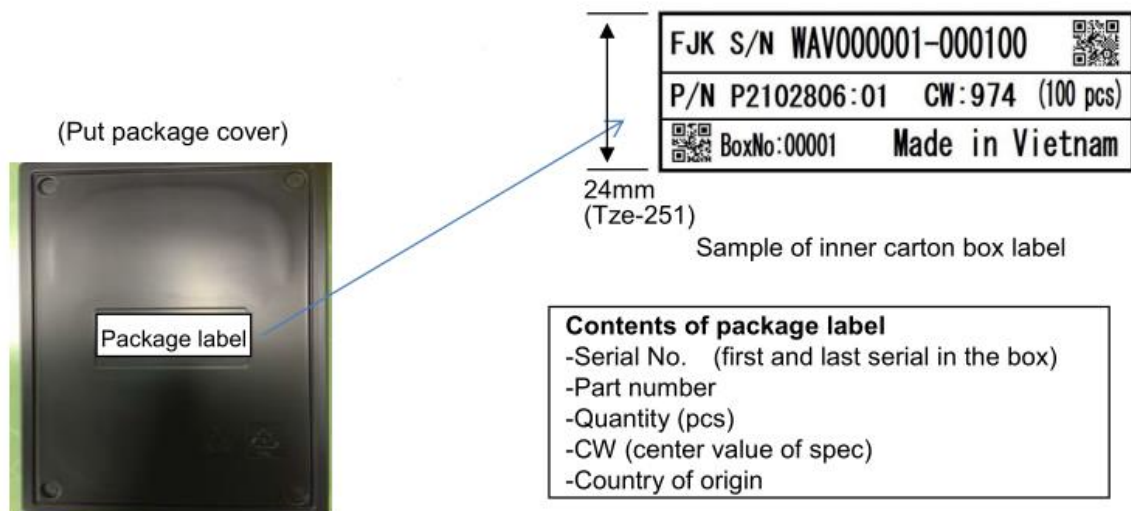 FJK S/N WAV000001-000100
P/N P2102806:01 CW:974 (100 pcs)
BoxNo:00001 Made in Vietnam
24mm
(Tze-251)
Sample of inner carton box label
(Put package cover)
Package label
Contents of package label
-Serial No. (first and last serial in the box)
-Part number
-Quantity (pcs)
-CW (center value of spec)
-Country of origin